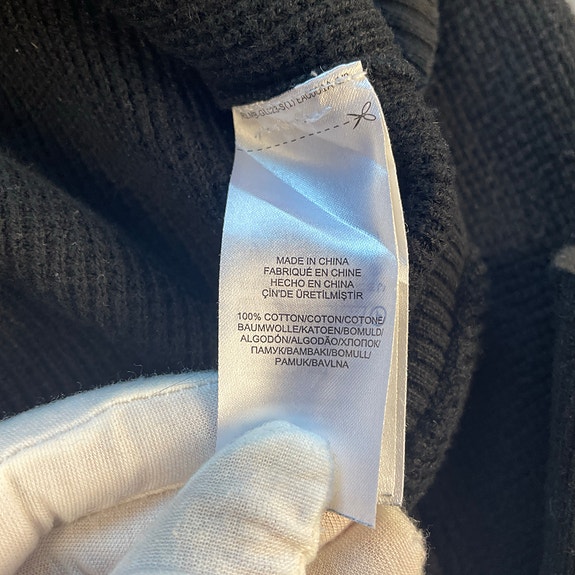 MADE IN CHINA
FABRIQUÉ EN CHINE
HECHO EN CHINA
ÇİN'DE ÜRETİLMİŞTİR
100% COTTON/COTON/COTONE/
BAUMWOLLE/KATOEN/BOMULD/
ALGODÓN/ALGODÃO/ХЛОПОК/
ПАМУК/ΒΑΜΒΑΚΙ/BOMULL/
PAMUK/BAVLNA